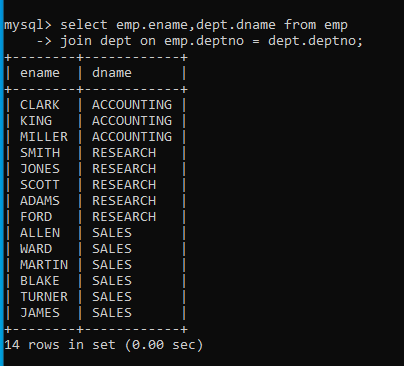 mysql> select emp.ename,dept.dname from emp
    -> join dept on emp.deptno = dept.deptno;
+--------+------------+
| ename  | dname      |
+--------+------------+
| CLARK  | ACCOUNTING |
| KING   | ACCOUNTING |
| MILLER | ACCOUNTING |
| SMITH  | RESEARCH   |
| JONES  | RESEARCH   |
| SCOTT  | RESEARCH   |
| ADAMS  | RESEARCH   |
| FORD   | RESEARCH   |
| ALLEN  | SALES      |
| WARD   | SALES      |
| MARTIN | SALES      |
| BLAKE  | SALES      |
| TURNER | SALES      |
| JAMES  | SALES      |
+--------+------------+
14 rows in set (0.00 sec)